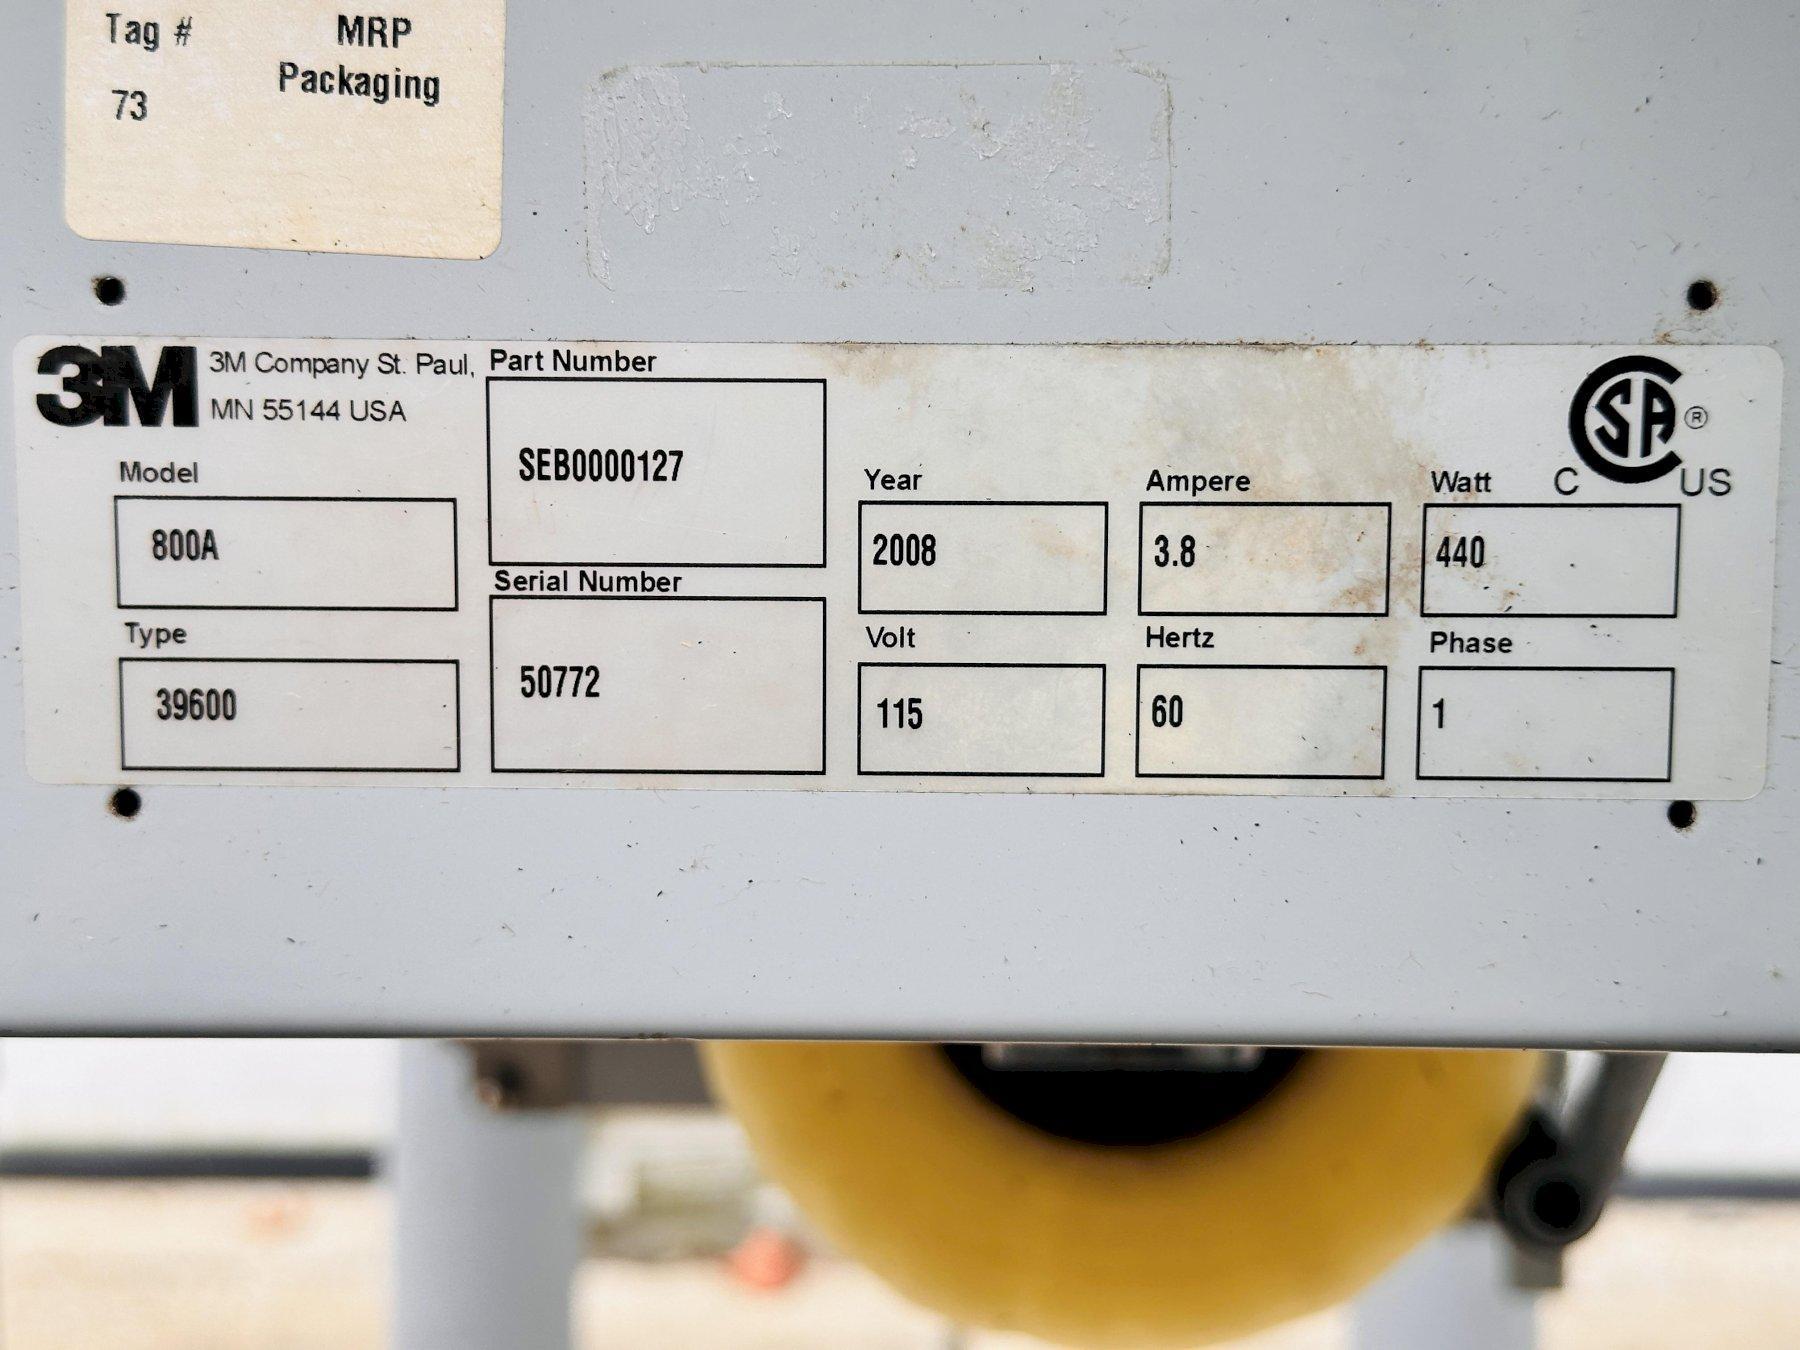 Tag # MRP
Packaging
73
3M 3M Company St. Paul,
MN 55144 USA
Part Number
SEB0000127
Model
800A
Serial Number
50772
Type
39600
Year
2008
Ampere
3.8
Watt
440
Volt
115
Hertz
60
Phase
1
CSA ®
C US